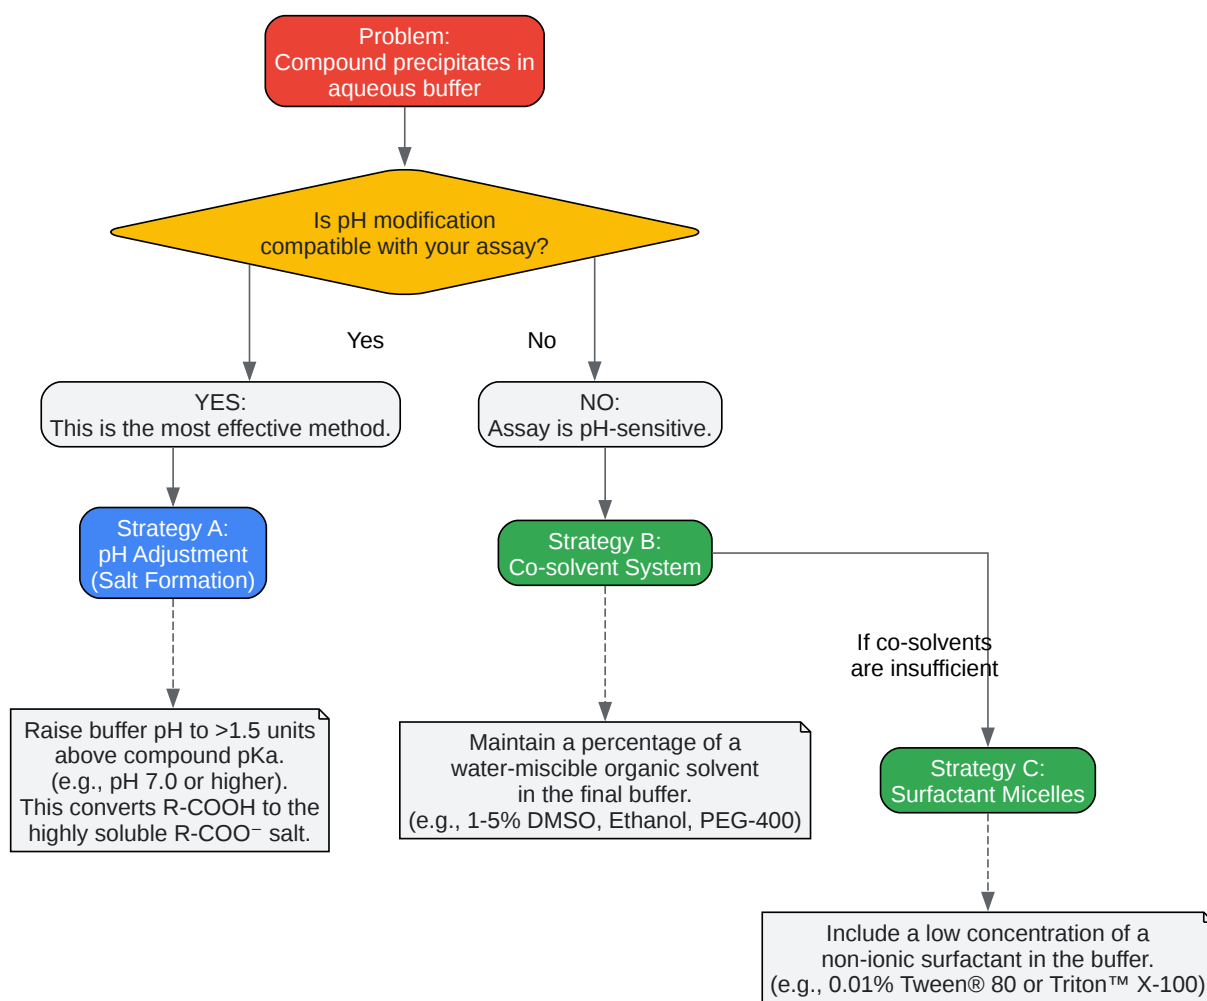 Problem:
Compound precipitates in
aqueous buffer
Is pH modification
compatible with your assay?
Yes
No
YES:
This is the most effective method.
NO:
Assay is pH-sensitive.
Strategy A:
pH Adjustment
(Salt Formation)
Strategy B:
Co-solvent System
If co-solvents
are insufficient
Raise buffer pH to >1.5 units
above compound pKa.
(e.g., pH 7.0 or higher).
This converts R-COOH to the
highly soluble R-COO⁻ salt.
Maintain a percentage of a
water-miscible organic solvent
in the final buffer.
(e.g., 1-5% DMSO, Ethanol, PEG-400)
Strategy C:
Surfactant Micelles
Include a low concentration of a
non-ionic surfactant in the buffer.
(e.g., 0.01% Tween® 80 or Triton™ X-100)